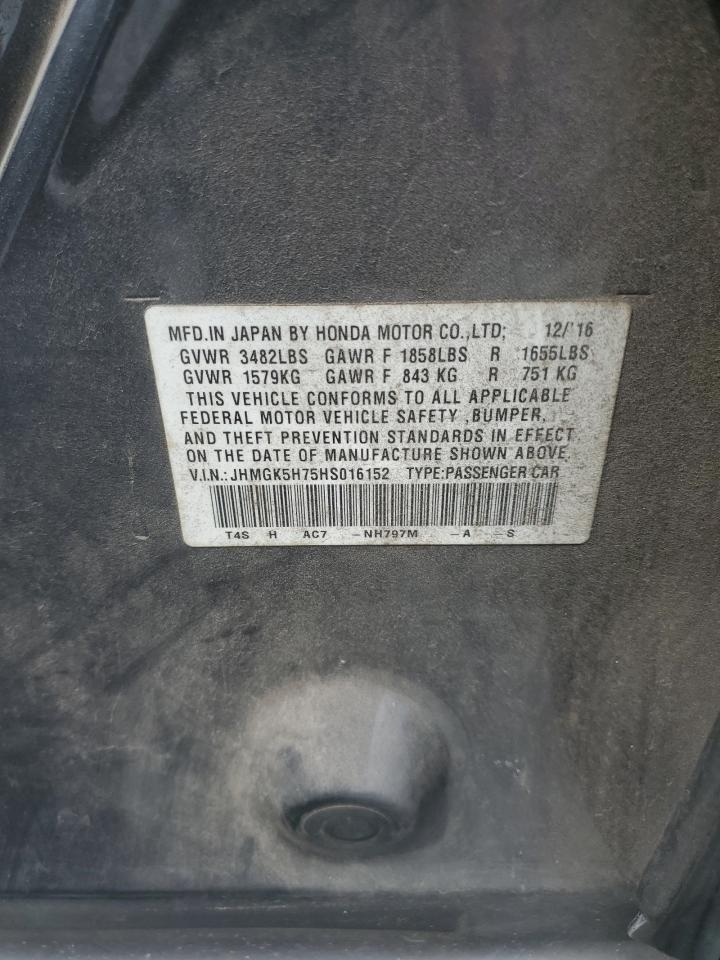 MFD.IN JAPAN BY HONDA MOTOR CO.,LTD; 12/'16
GVWR 3482LBS GAWR F 1858LBS R 1655LBS
GVWR 1579KG GAWR F 843 KG R 751 KG
THIS VEHICLE CONFORMS TO ALL APPLICABLE
FEDERAL MOTOR VEHICLE SAFETY ,BUMPER,
AND THEFT PREVENTION STANDARDS IN EFFECT
ON THE DATE OF MANUFACTURE SHOWN ABOVE.
V.I.N.: JHMGK5H75HS016152 TYPE:PASSENGER CAR
T4S H AC7 -NH797M -A -S